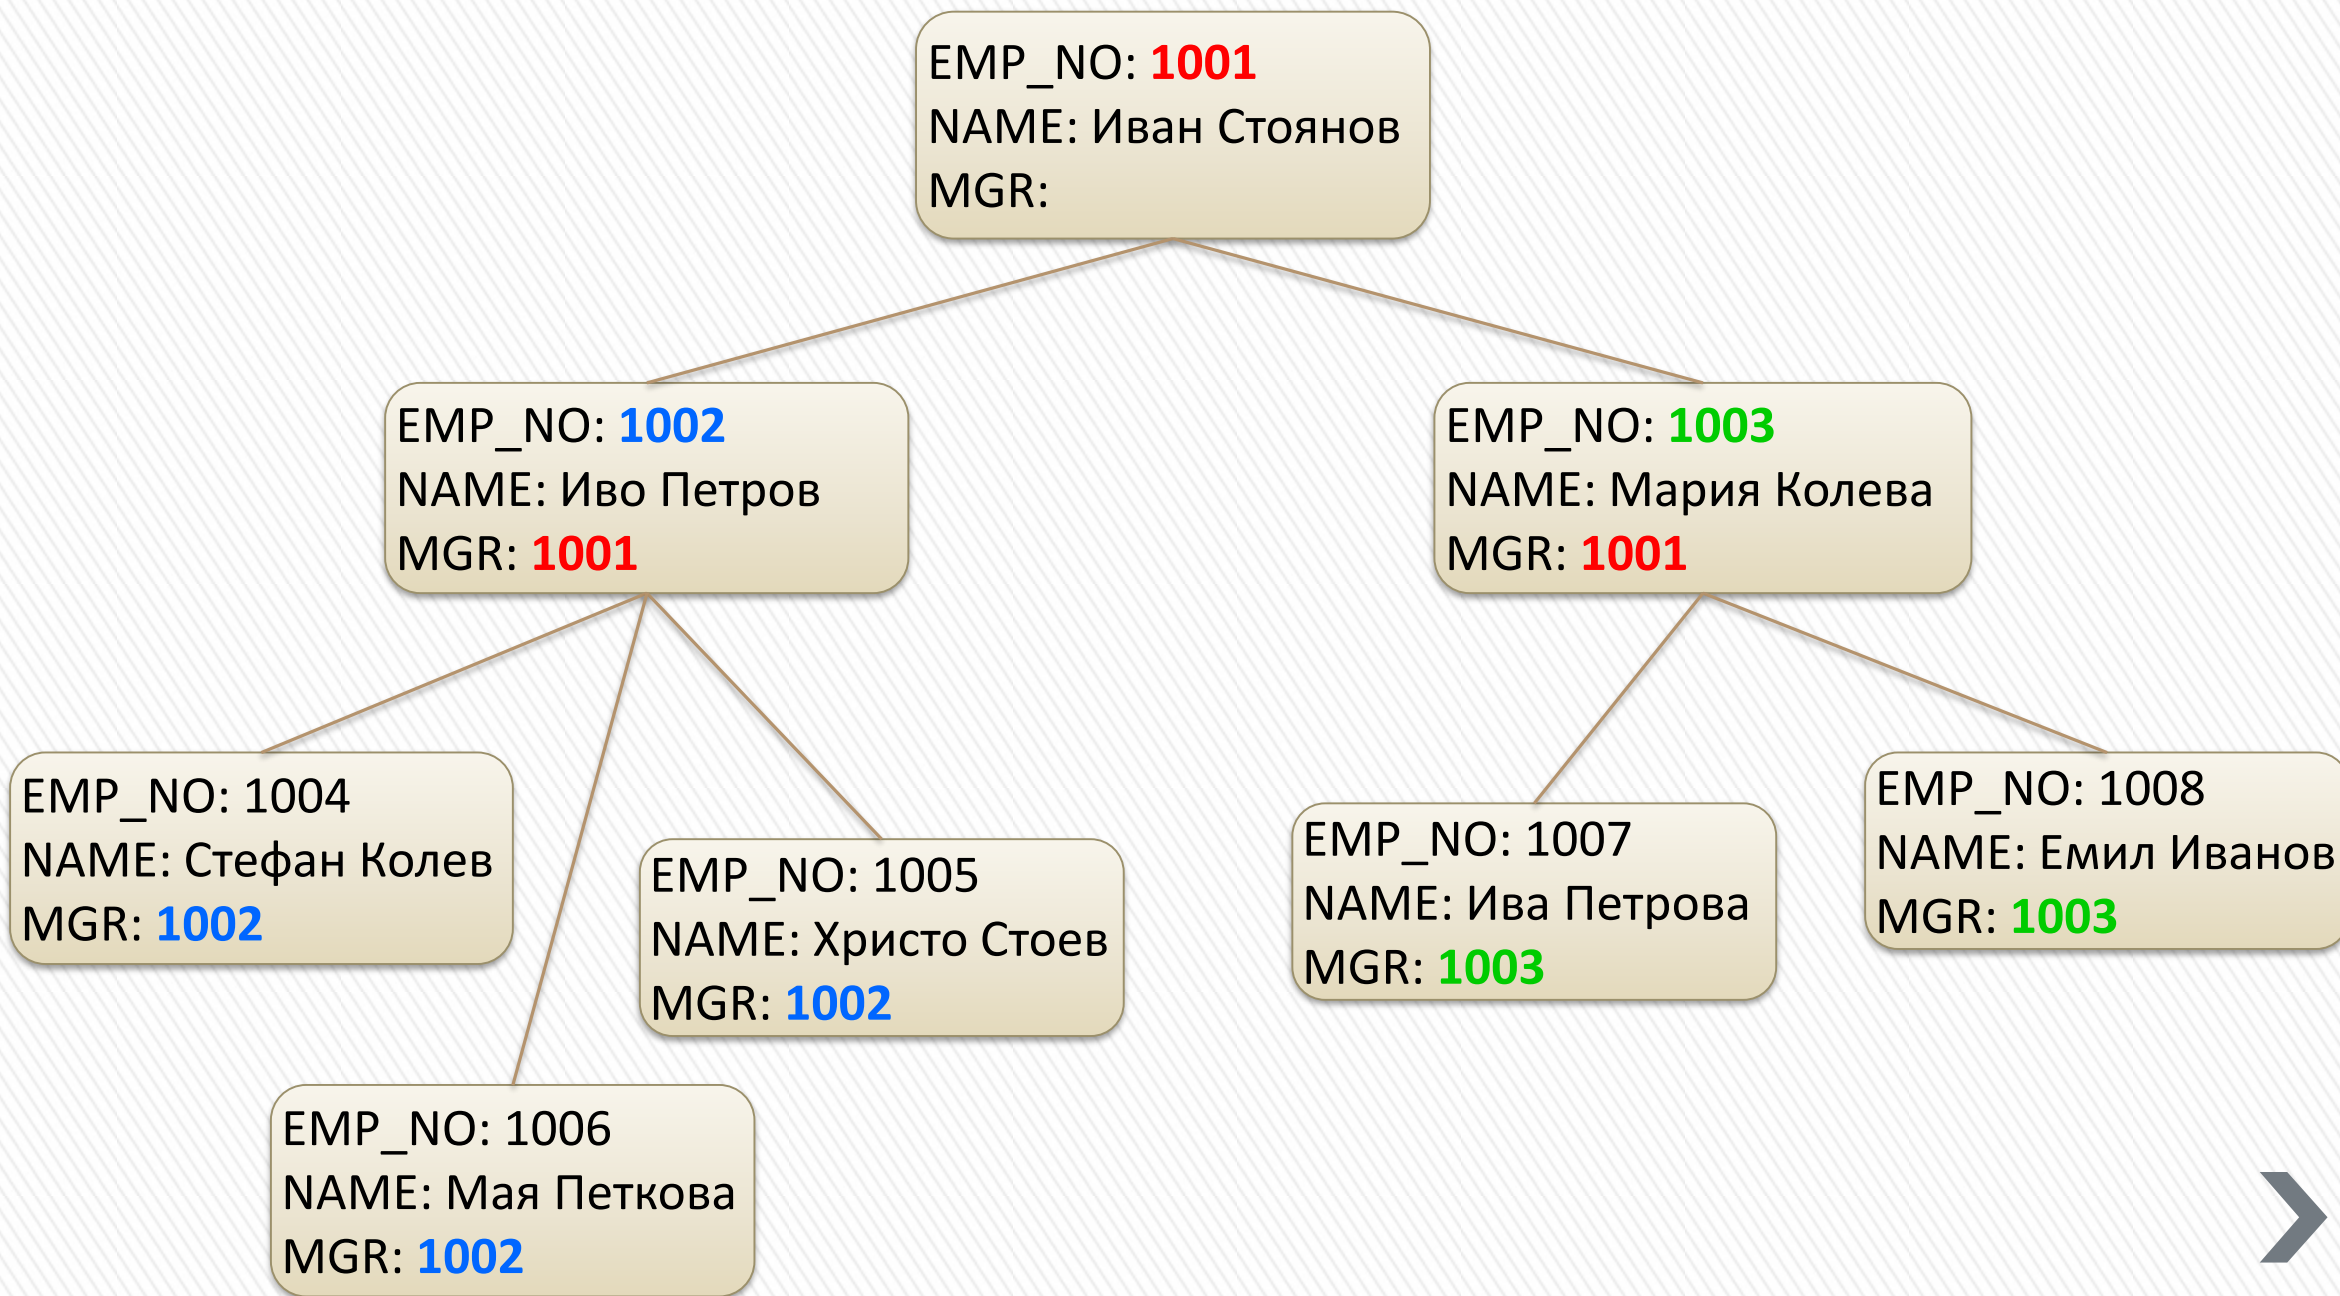 EMP_NO: 1001
NAME: Иван Стоянов
MGR:
EMP_NO: 1002
NAME: Иво Петров
MGR: 1001
EMP_NO: 1003
NAME: Мария Колева
MGR: 1001
EMP_NO: 1004
NAME: Стефан Колев
MGR: 1002
EMP_NO: 1005
NAME: Христо Стоев
MGR: 1002
EMP_NO: 1007
NAME: Ива Петрова
MGR: 1003
EMP_NO: 1008
NAME: Емил Иванов
MGR: 1003
EMP_NO: 1006
NAME: Мая Петкова
MGR: 1002